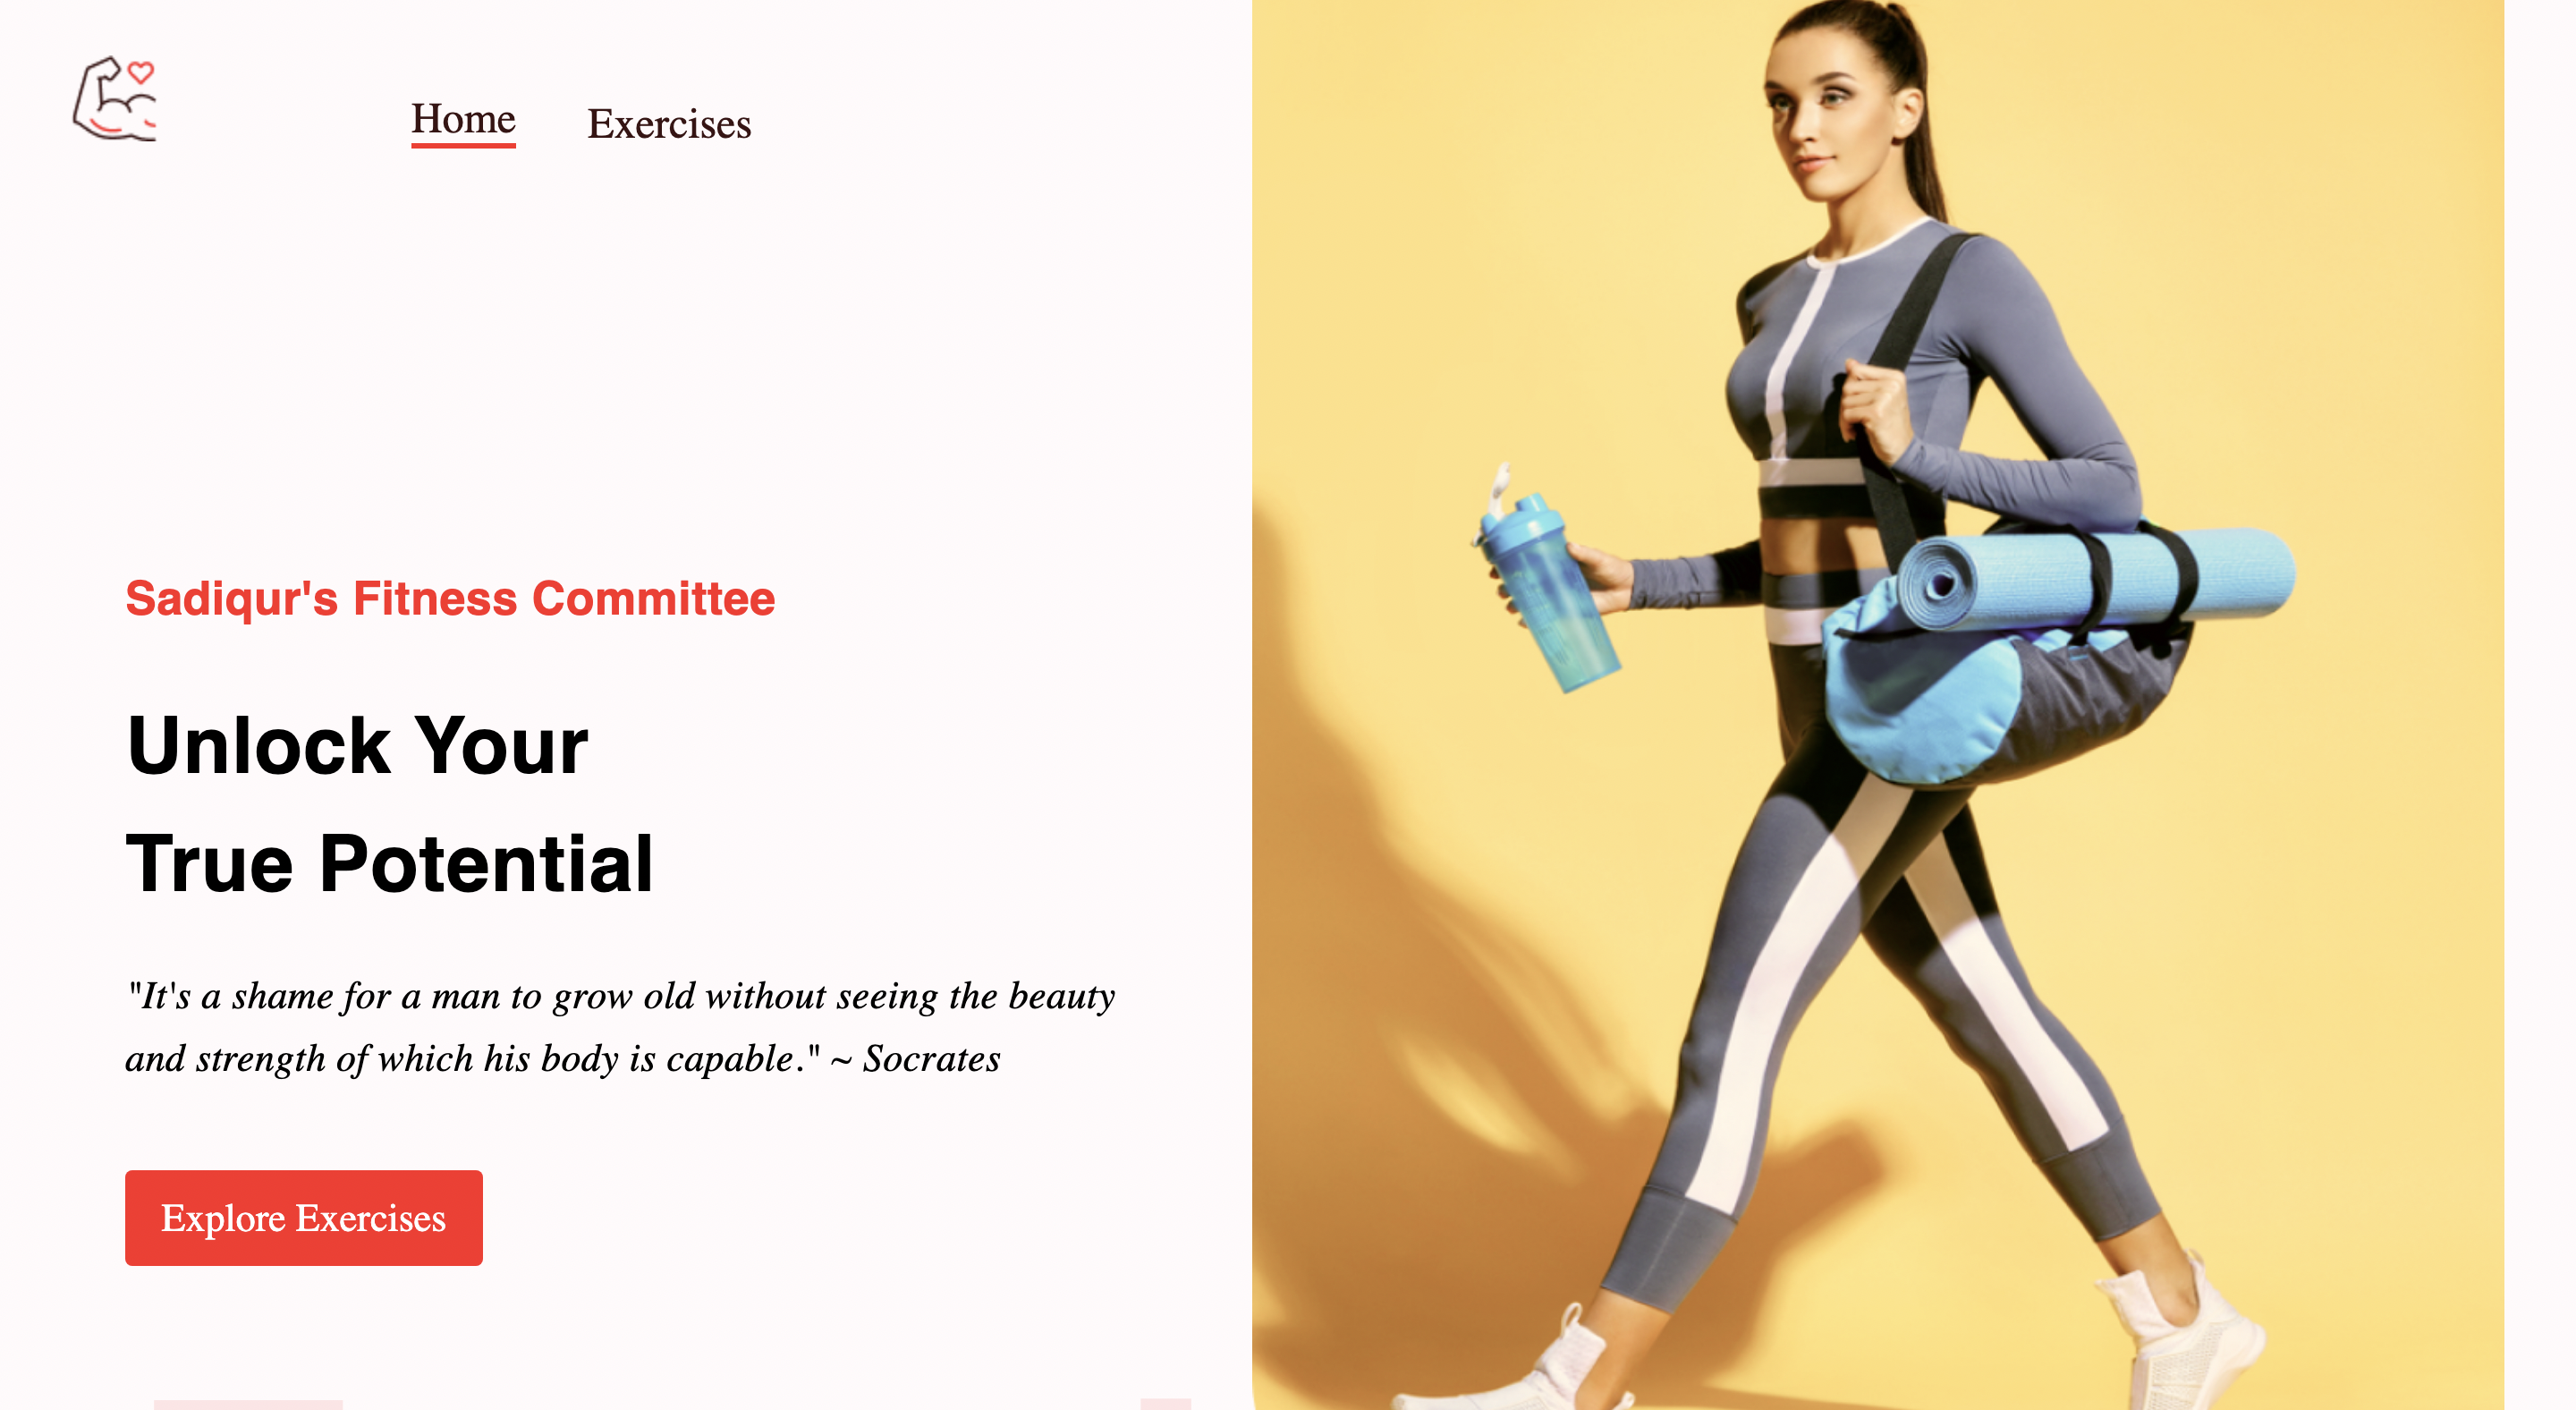 Home Exercises
Sadiqur's Fitness Committee
Unlock Your
True Potential
"It's a shame for a man to grow old without seeing the beauty
and strength of which his body is capable." ~ Socrates
Explore Exercises